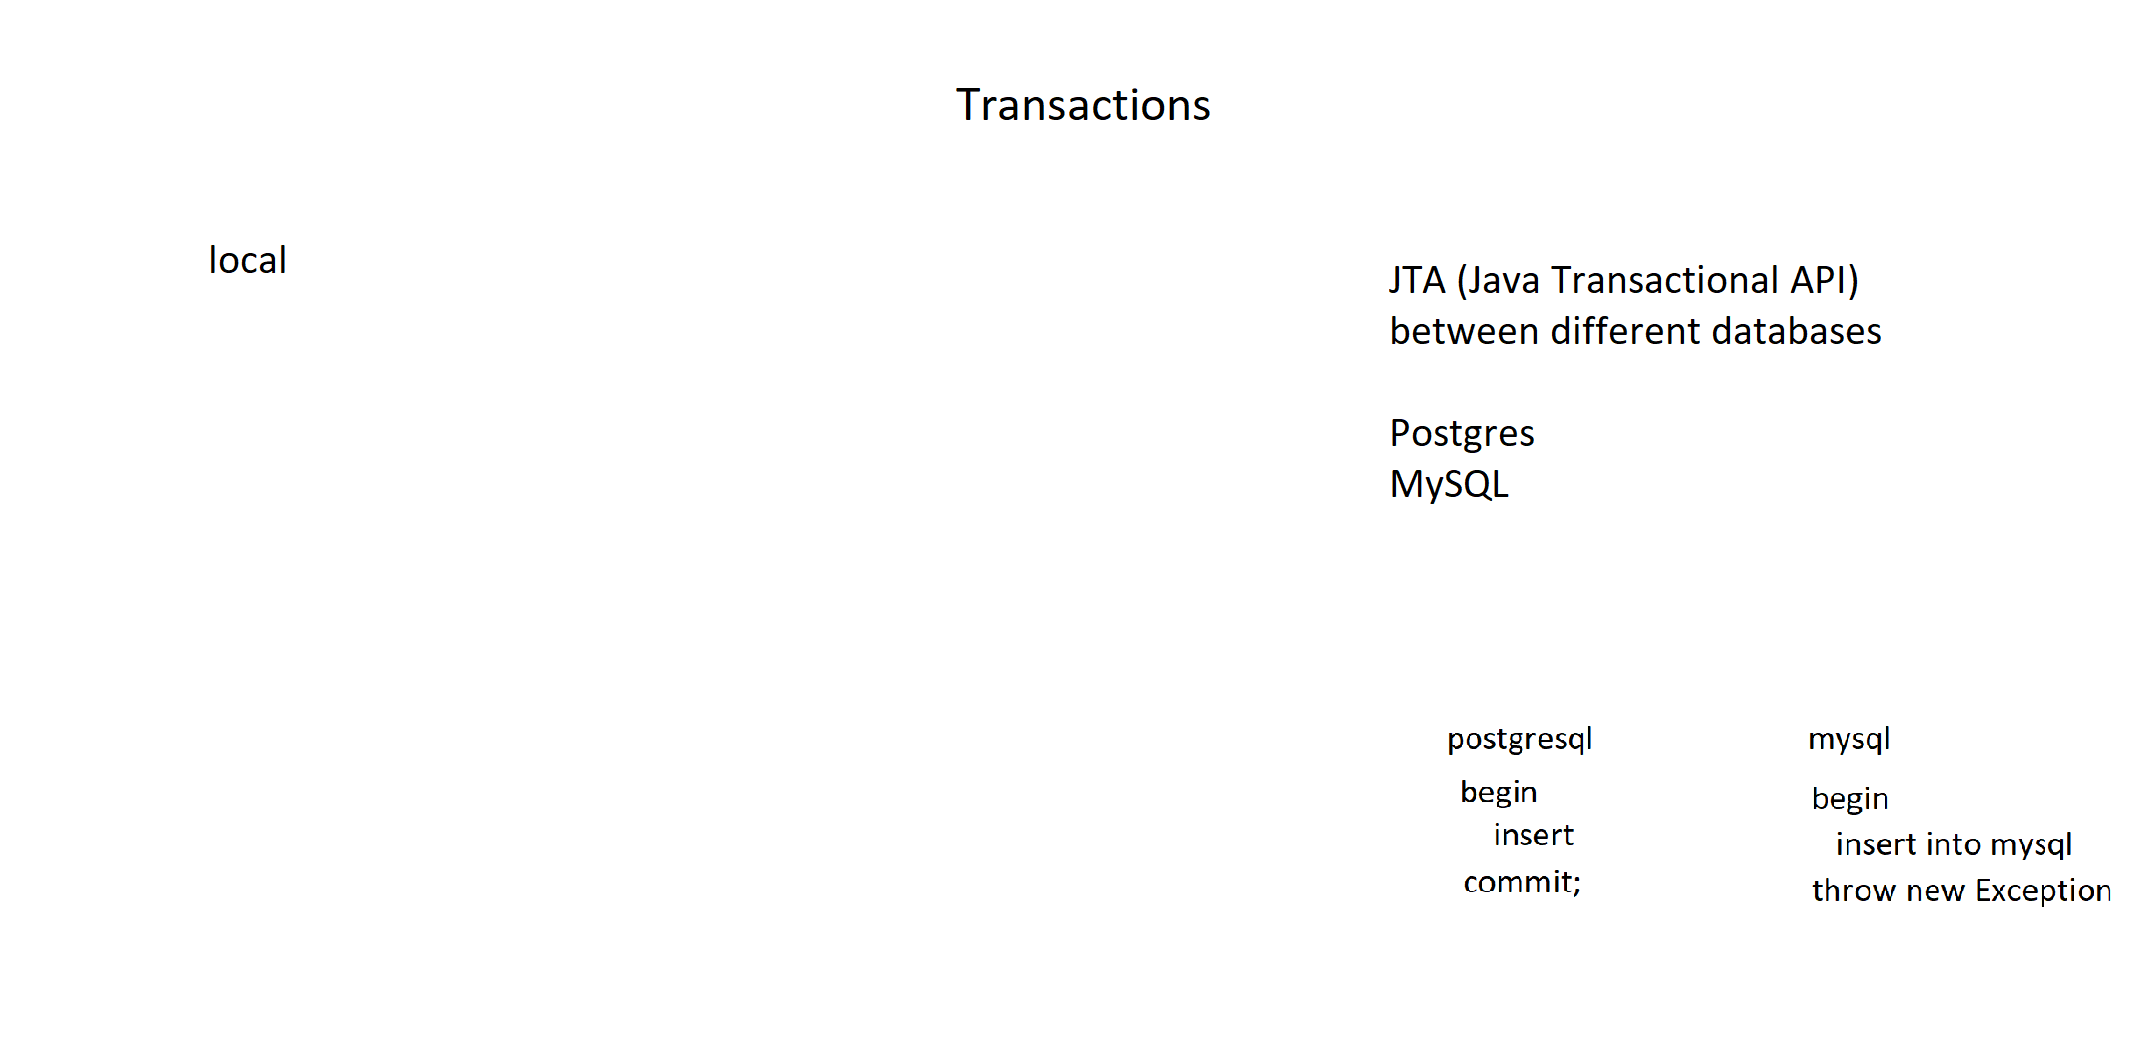 Transactions
local
JTA (Java Transactional API)
between different databases
Postgres
MySQL
postgresql
begin
insert
commit;
mysql
begin
insert into mysql
throw new Exception